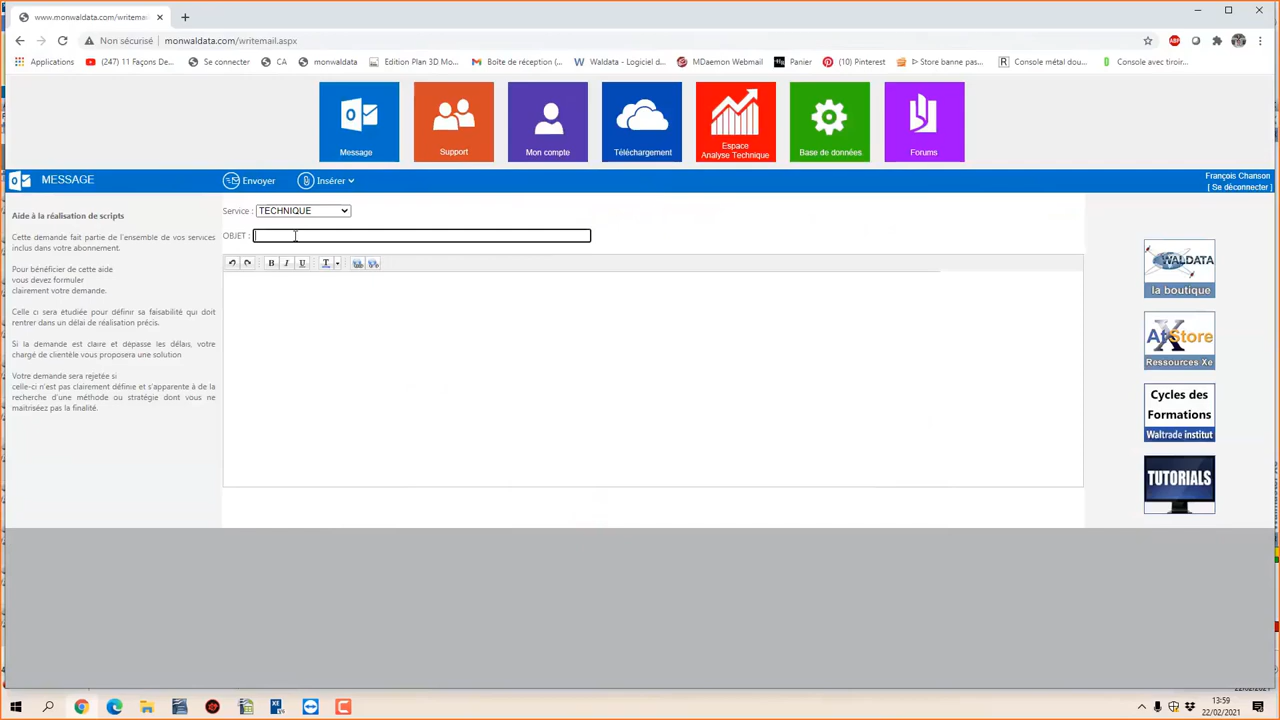 www.monwaldata.com/writemai
Non sécurisé monwaldata.com/writemail.aspx
ABP
Applications (247) 11 Façons De... Se connecter CA monwaldata Edition Plan 3D Mo... Boîte de réception (... Waldata - Logiciel d... MDaemon Webmail Panier (10) Pinterest ᐅ Store banne pas... R Console métal dou... Console avec tiroir...
Message Support Mon compte Téléchargement Espace
Analyse Technique Base de données Forums
MESSAGE Envoyer Insérer François Chanson
[ Se déconnecter ]
Aide à la réalisation de scripts
Cette demande fait partie de l'ensemble de vos services
inclus dans votre abonnement.
Pour bénéficier de cette aide
vous devez formuler
clairement votre demande.
Celle ci sera étudiée pour définir sa faisabilité qui doit
rentrer dans un délai de réalisation précis.
Si la demande est claire et dépasse les délais, votre
chargé de clientèle vous proposera une solution
Votre demande sera rejetée si
celle-ci n'est pas clairement définie et s'apparente à de la
recherche d'une méthode ou stratégie dont vous ne
maitriséez pas la finalité.
Service : TECHNIQUE
OBJET :
B I U T
WALDATA
la boutique
AtXStore
Ressources Xe
Cycles des
Formations
Waltrade institut
TUTORIALS
13:59
22/02/2021